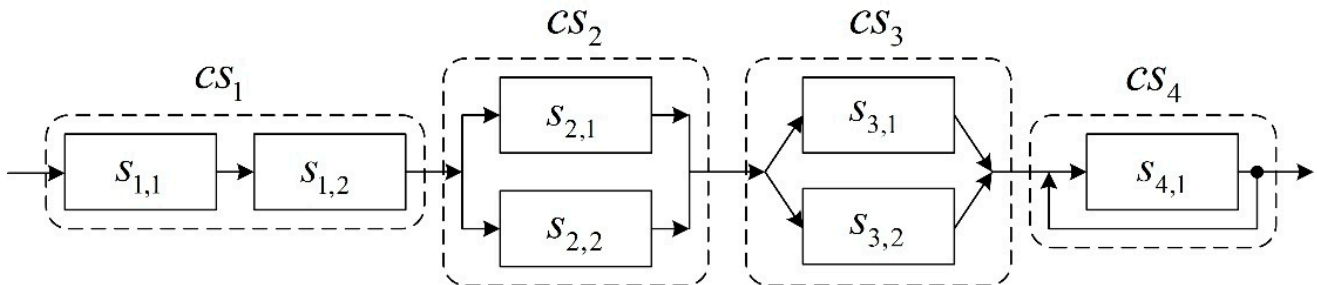 cs₁
s₁,₁
s₁,₂
cs₂
s₂,₁
s₂,₂
cs₃
s₃,₁
s₃,₂
cs₄
s₄,₁